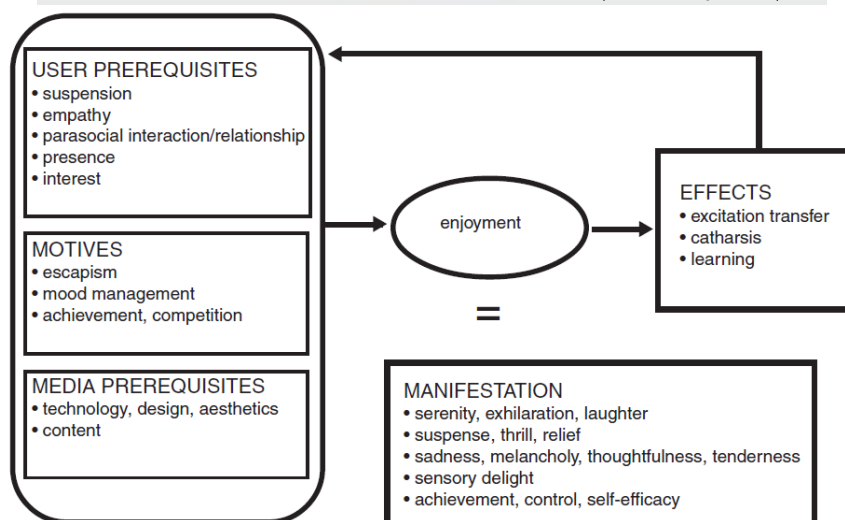 USER PREREQUISITES
• suspension
• empathy
• parasocial interaction/relationship
• presence
• interest
MOTIVES
• escapism
• mood management
• achievement, competition
MEDIA PREREQUISITES
• technology, design, aesthetics
• content
enjoyment
=
EFFECTS
• excitation transfer
• catharsis
• learning
MANIFESTATION
• serenity, exhilaration, laughter
• suspense, thrill, relief
• sadness, melancholy, thoughtfulness, tenderness
• sensory delight
• achievement, control, self-efficacy